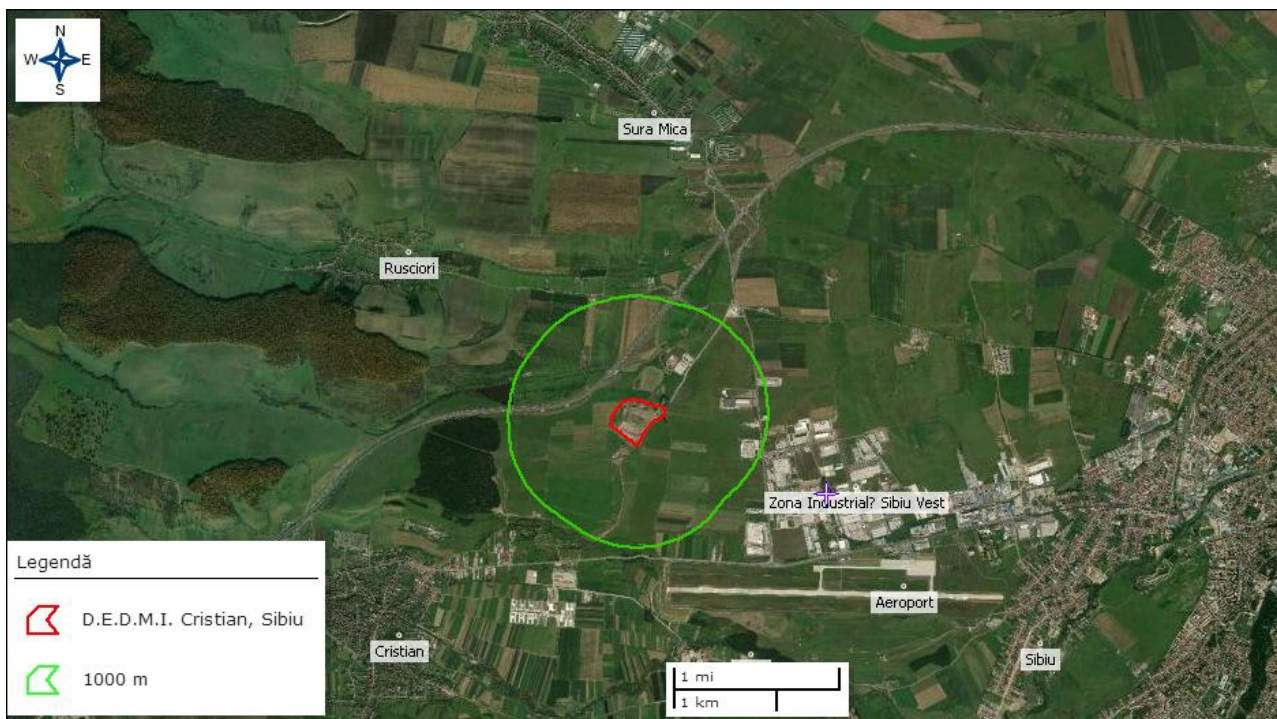 N
W E
S
Sura Mica
Rusciori
Zona Industrial? Sibiu Vest
Aeroport
Cristian
Sibiu
Legendă
D.E.D.M.I. Cristian, Sibiu
1000 m
1 mi
1 km